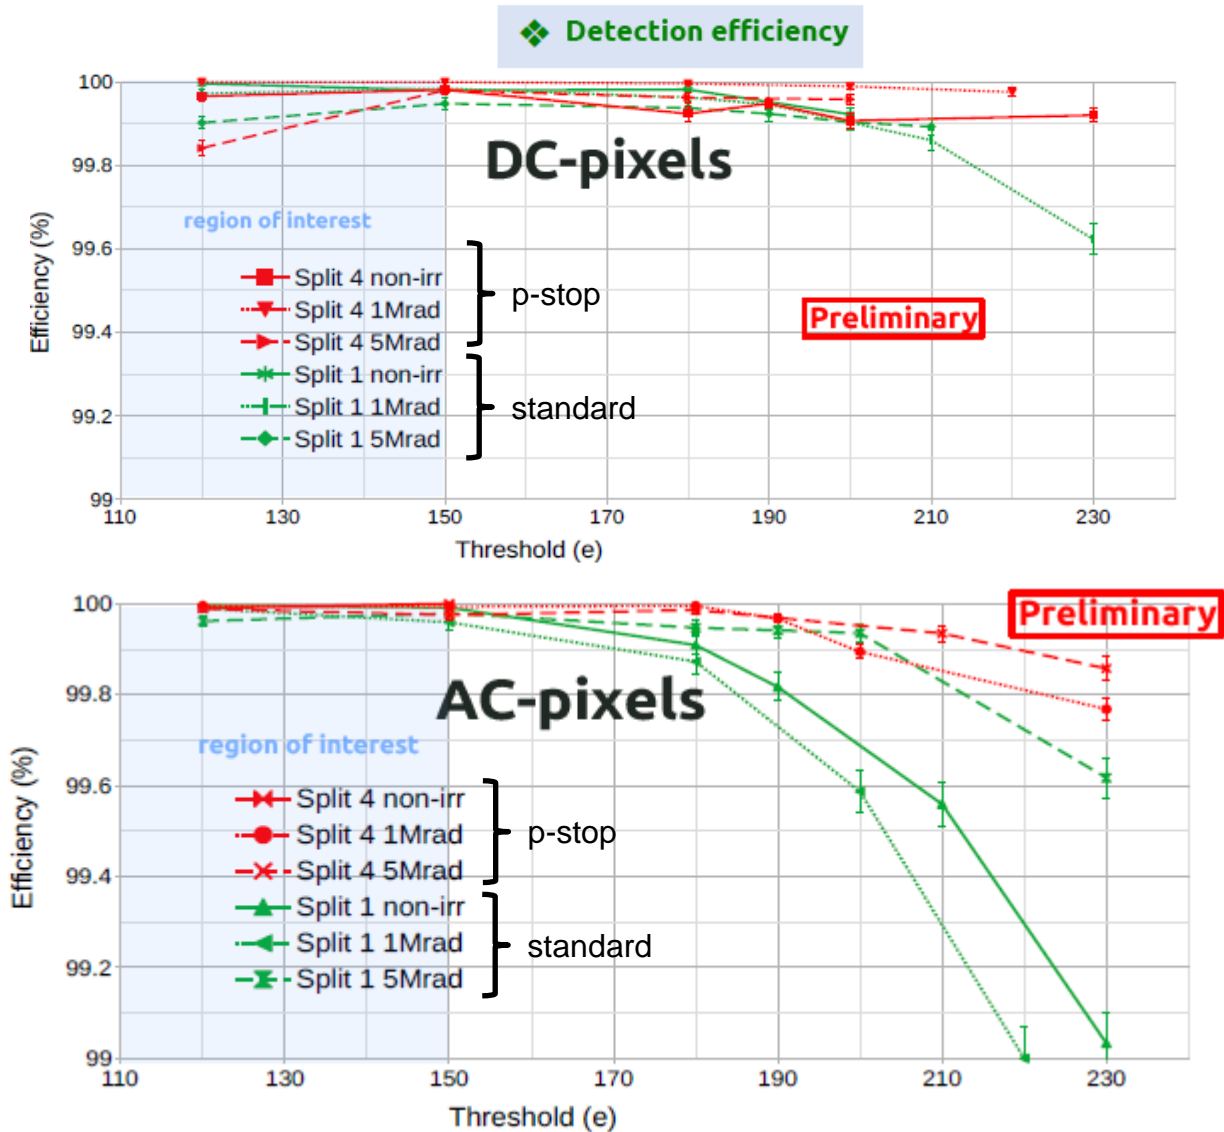 ❖ Detection efficiency
100
99.8
99.6
99.4
99.2
99
Efficiency (%)
DC-pixels
region of interest
Split 4 non-irr
Split 4 1Mrad
Split 4 5Mrad
p-stop
Split 1 non-irr
Split 1 1Mrad
Split 1 5Mrad
standard
Preliminary
110 130 150 170 190 210 230
Threshold (e)
100
99.8
99.6
99.4
99.2
99
Efficiency (%)
Preliminary
AC-pixels
region of interest
Split 4 non-irr
Split 4 1Mrad
Split 4 5Mrad
p-stop
Split 1 non-irr
Split 1 1Mrad
Split 1 5Mrad
standard
110 130 150 170 190 210 230
Threshold (e)